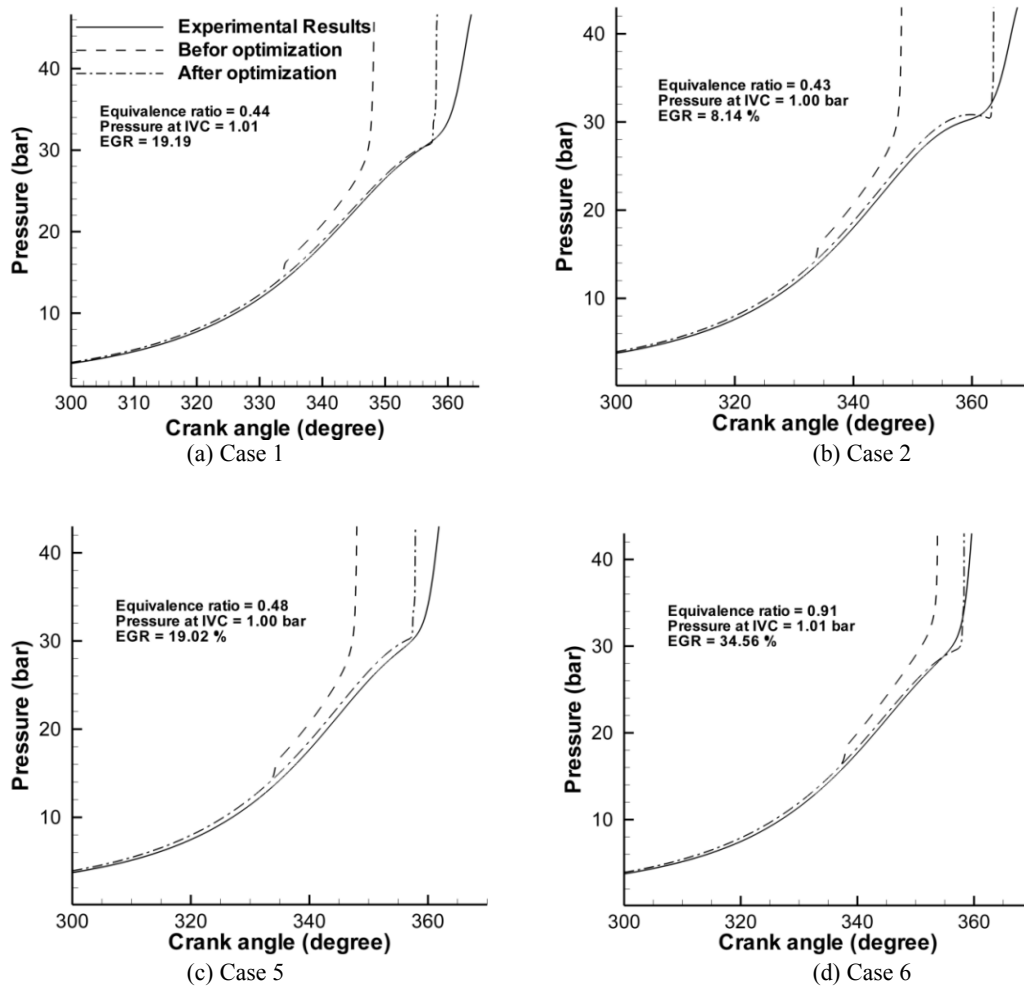 Experimental Results
Befor optimization
After optimization
Equivalence ratio = 0.44
Pressure at IVC = 1.01
EGR = 19.19
Pressure (bar)
40
30
20
10
300 310 320 330 340 350 360
Crank angle (degree)
(a) Case 1
Equivalence ratio = 0.43
Pressure at IVC = 1.00 bar
EGR = 8.14 %
Pressure (bar)
40
30
20
10
300 320 340 360
Crank angle (degree)
(b) Case 2
Equivalence ratio = 0.48
Pressure at IVC = 1.00 bar
EGR = 19.02 %
Pressure (bar)
40
30
20
10
300 320 340 360
Crank angle (degree)
(c) Case 5
Equivalence ratio = 0.91
Pressure at IVC = 1.01 bar
EGR = 34.56 %
Pressure (bar)
40
30
20
10
300 320 340 360
Crank angle (degree)
(d) Case 6